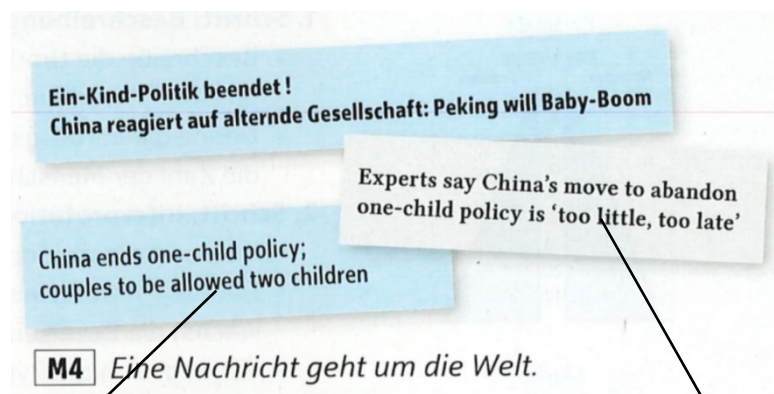 Ein-Kind-Politik beendet!
China reagiert auf alternde Gesellschaft: Peking will Baby-Boom
Experts say China's move to abandon
one-child policy is ‘too little, too late’
China ends one-child policy;
couples to be allowed two children
M4 Eine Nachricht geht um die Welt.